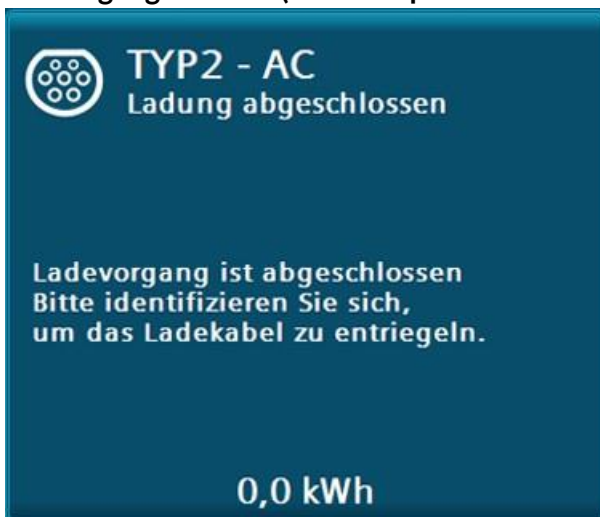 TYP2 - AC
Ladung abgeschlossen
Ladevorgang ist abgeschlossen
Bitte identifizieren Sie sich,
um das Ladekabel zu entriegeln.
0,0 kWh